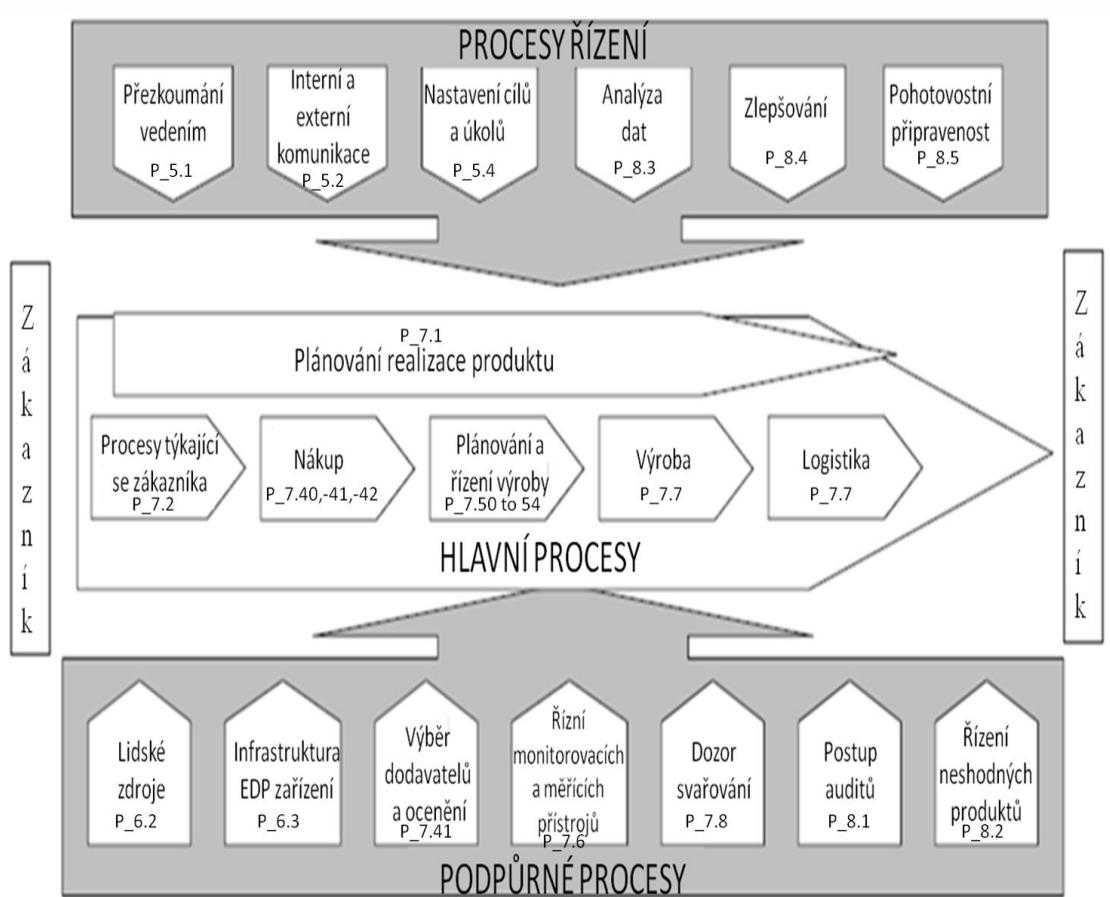 PROCESY ŘÍZENÍ
Přezkoumání
vedením
P_5.1
Interní a
externí
komunikace
P_5.2
Nastavení cílů
a úkolů
P_5.4
Analýza
dat
P_8.3
Zlepšování
P_8.4
Pohotovostní
připravenost
P_8.5
Zákazník
P_7.1
Plánování realizace produktu
Procesy týkající
se zákazníka
P_7.2
Nákup
P_7.40,-41,-42
Plánování a
řízení výroby
P_7.50 to 54
Výroba
P_7.7
Logistika
P_7.7
HLAVNÍ PROCESY
Zákazník
Lidské
zdroje
P_6.2
Infrastruktura
EDP zařízení
P_6.3
Výběr
dodavatelů
a ocenění
P_7.41
Řízní
monitorovacích
a měřících
přístrojů
P_7.6
Dozor
svařování
P_7.8
Postup
auditů
P_8.1
Řízení
neshodných
produktů
P_8.2
PODPŮRNÉ PROCESY